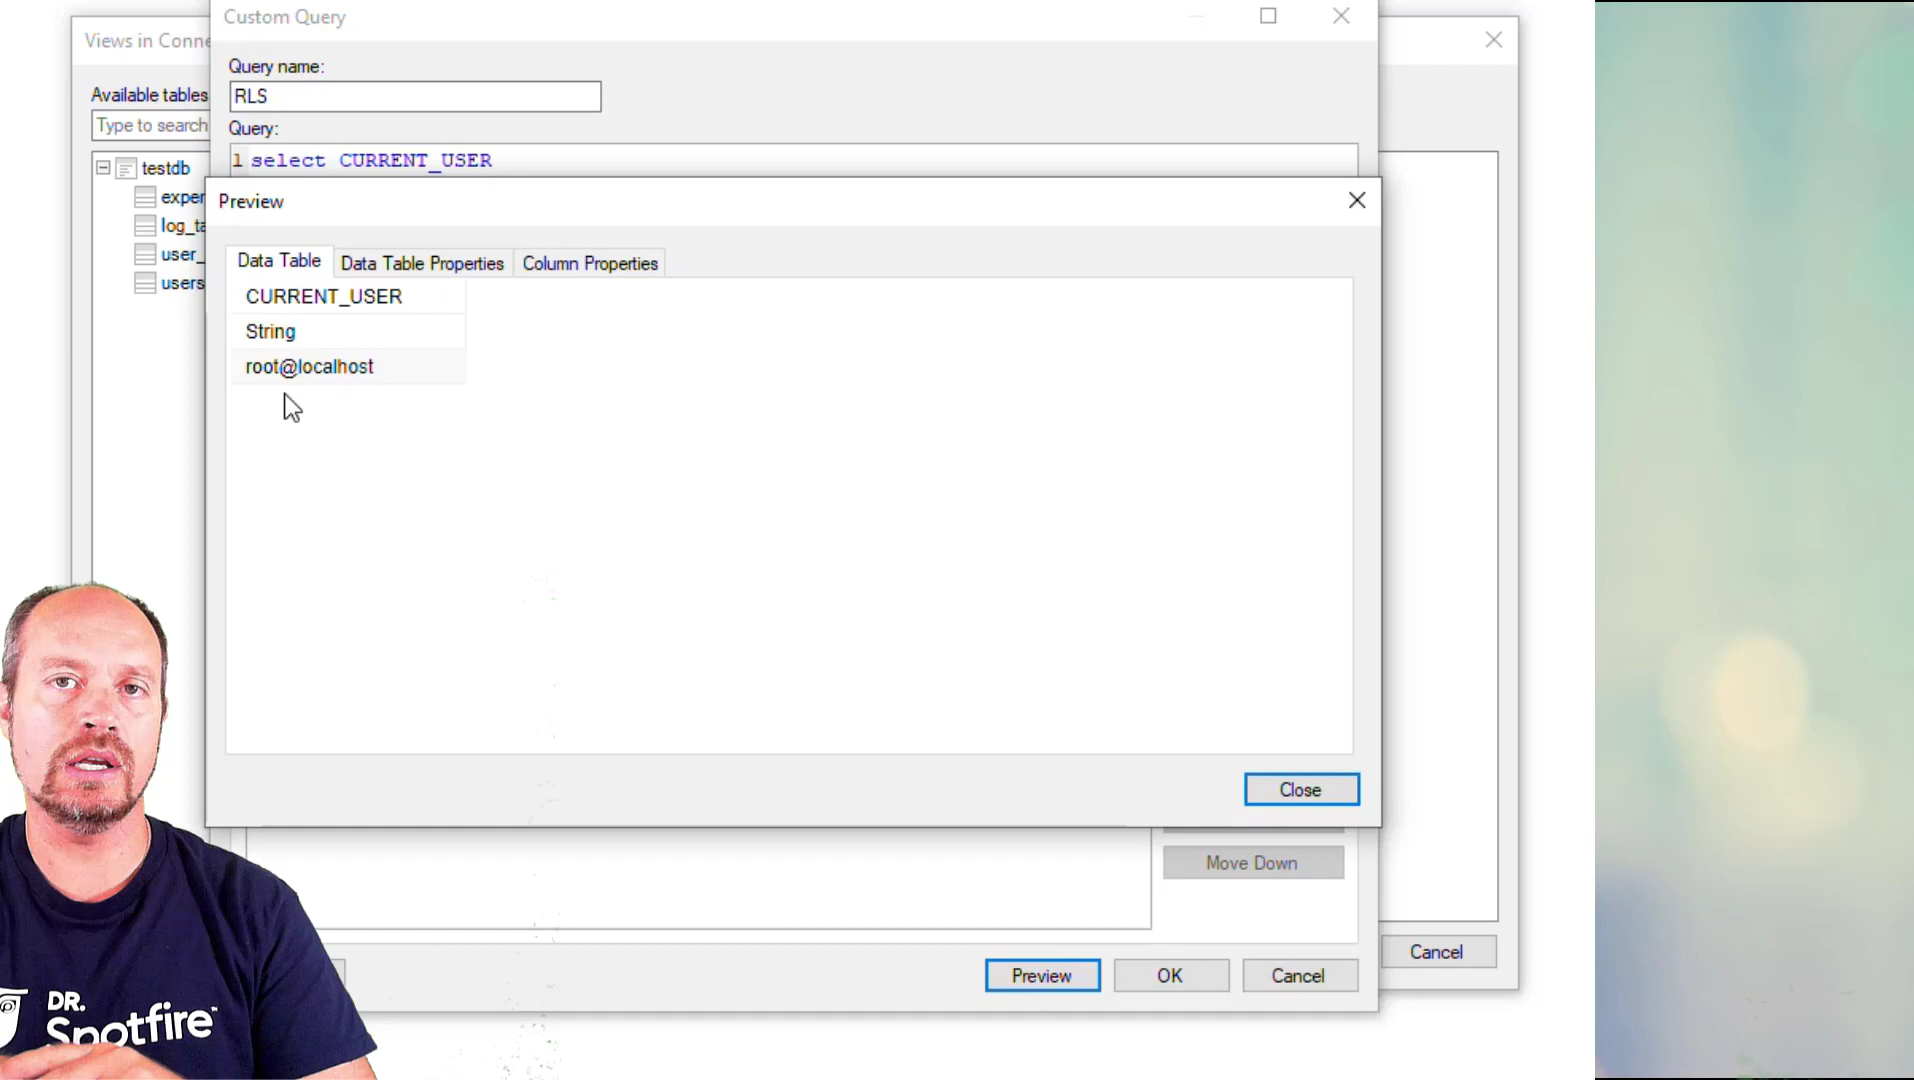 Custom Query
Views in Conne
Query name:
Available tables
RLS
Type to search
Query:
1 select CURRENT_USER
testdb
exper
log_ta
user_
users
Preview
Data Table
Data Table Properties
Column Properties
CURRENT_USER
String
root@localhost
Close
Move Down
Cancel
Preview
OK
Cancel
DR.
Spotfire™